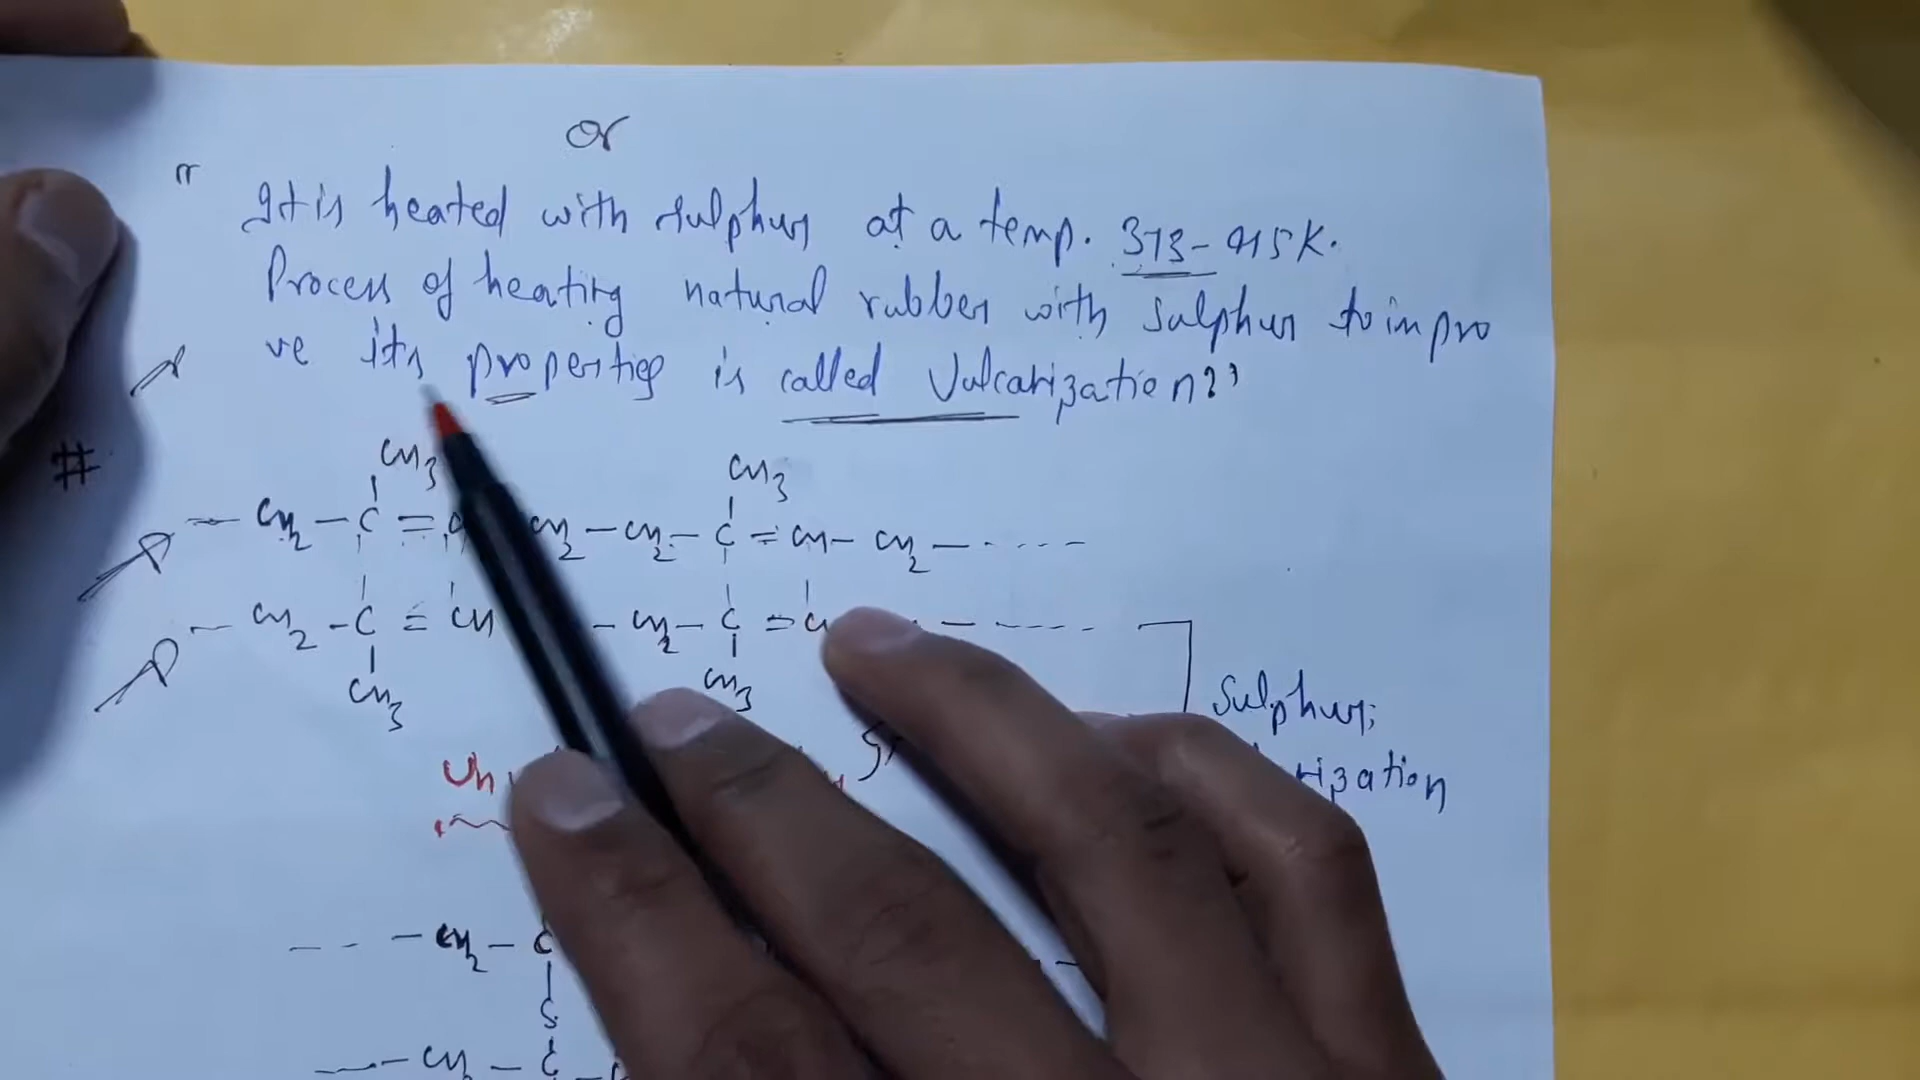 or
" It is heated with sulphur at a temp. 373-415K.
Process of heating natural rubber with sulphur to impro
ve its properties is called Vulcanization"
#
CH3 CH3
-- CH2 - C = CH2 - CH2 - C = CH - CH2 - ----
-- CH2 - C = CH - CH2 - C = - ----
CH3 CH3
Sulphur;
--- CH2 - C
S
-- CH2 - C -